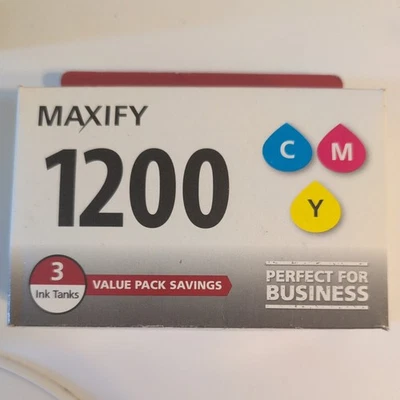 MAXIFY
1200
C
M
Y
3
Ink Tanks
VALUE PACK SAVINGS
PERFECT FOR
BUSINESS